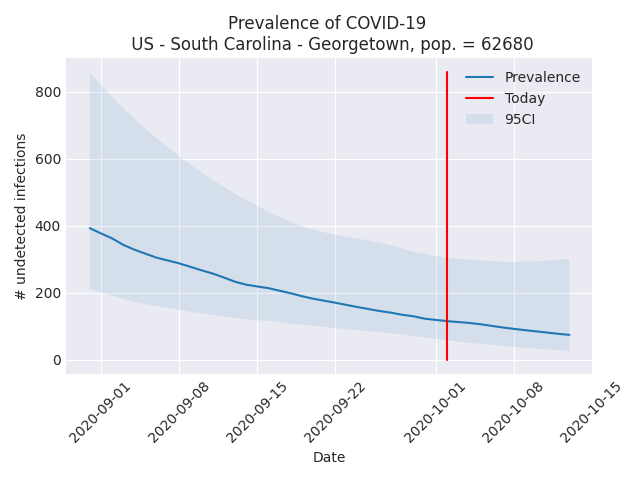 Prevalence of COVID-19
US - South Carolina - Georgetown, pop. = 62680
Prevalence
Today
95CI
# undetected infections
800
600
400
200
0
2020-09-01
2020-09-08
2020-09-15
2020-09-22
2020-10-01
2020-10-08
2020-10-15
Date